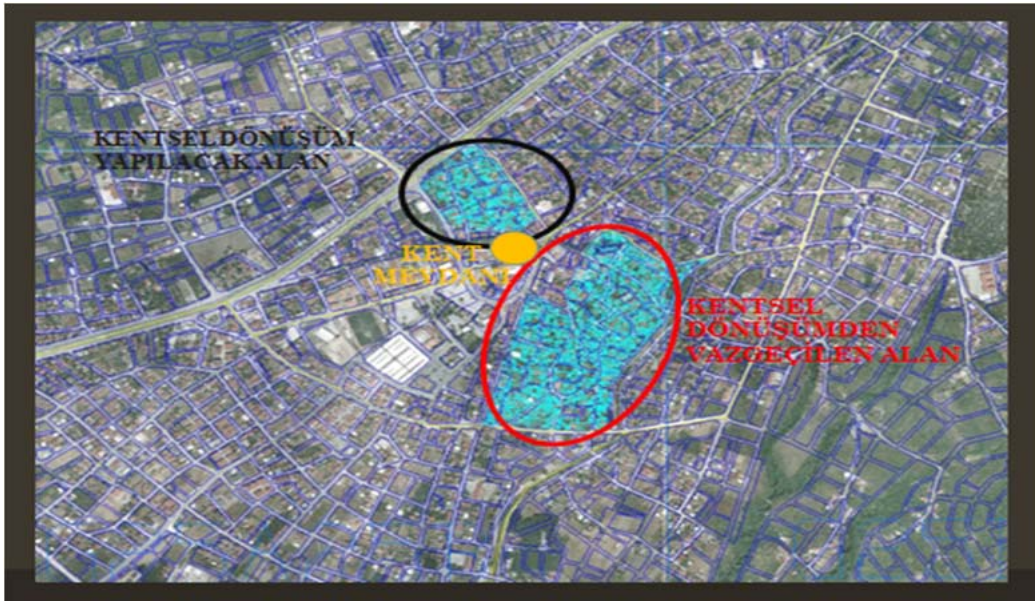 KENTSEL DÖNÜŞÜM
YAPILACAK ALAN
KENT
MEYDANI
KENTSEL
DÖNÜŞÜMDEN
VAZGEÇİLEN ALAN